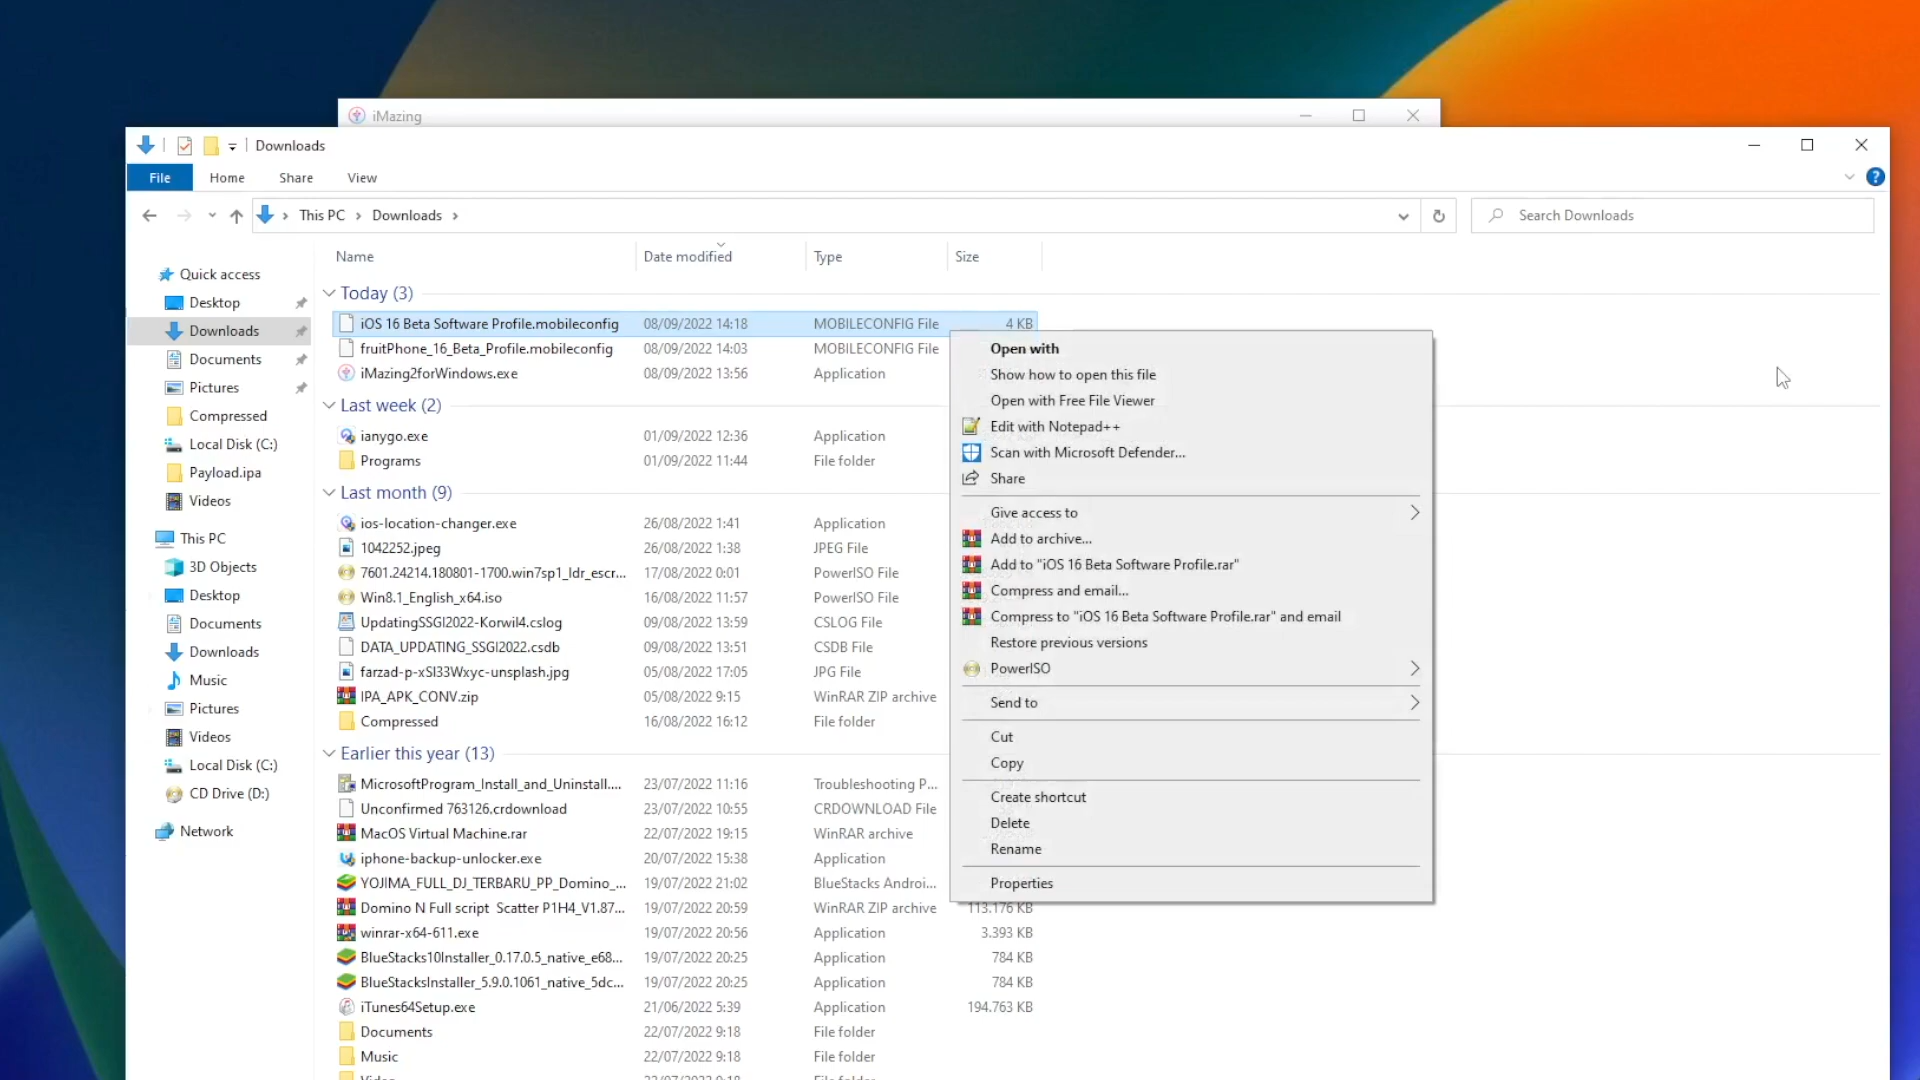 iMazing
Downloads
File Home Share View
This PC Downloads
Search Downloads
Name Date modified Type Size
Quick access
Desktop
Downloads
Documents
Pictures
Compressed
Local Disk (C:)
Payload.ipa
Videos
This PC
3D Objects
Desktop
Documents
Downloads
Music
Pictures
Videos
Local Disk (C:)
CD Drive (D:)
Network
Today (3)
iOS 16 Beta Software Profile.mobileconfig 08/09/2022 14:18 MOBILECONFIG File 4 KB
fruitPhone_16_Beta_Profile.mobileconfig 08/09/2022 14:03 MOBILECONFIG File
iMazing2forWindows.exe 08/09/2022 13:56 Application
Last week (2)
ianygo.exe 01/09/2022 12:36 Application
Programs 01/09/2022 11:44 File folder
Last month (9)
ios-location-changer.exe 26/08/2022 1:41 Application
1042252.jpeg 26/08/2022 1:38 JPEG File
7601.24214.180801-1700.win7sp1_ldr_escr... 17/08/2022 0:01 PowerISO File
Win8.1_English_x64.iso 16/08/2022 11:57 PowerISO File
UpdatingSSGI2022-Korwil4.cslog 09/08/2022 13:59 CSLOG File
DATA_UPDATING_SSGI2022.csdb 09/08/2022 13:51 CSDB File
farzad-p-xSl33Wxyc-unsplash.jpg 05/08/2022 17:05 JPG File
IPA_APK_CONV.zip 05/08/2022 9:15 WinRAR ZIP archive
Compressed 16/08/2022 16:12 File folder
Earlier this year (13)
MicrosoftProgram_Install_and_Uninstall.... 23/07/2022 11:16 Troubleshooting P...
Unconfirmed 763126.crdownload 23/07/2022 10:55 CRDOWNLOAD File
MacOS Virtual Machine.rar 22/07/2022 19:15 WinRAR archive
iphone-backup-unlocker.exe 20/07/2022 15:38 Application
YOJIMA_FULL_DJ_TERBARU_PP_Domino_... 19/07/2022 21:02 BlueStacks Androi...
Domino N Full script Scatter P1H4_V1.87... 19/07/2022 20:59 WinRAR ZIP archive 113.176 KB
winrar-x64-611.exe 19/07/2022 20:56 Application 3.393 KB
BlueStacks10Installer_0.17.0.5_native_e68... 19/07/2022 20:25 Application 784 KB
BlueStacksInstaller_5.9.0.1061_native_5dc... 19/07/2022 20:25 Application 784 KB
iTunes64Setup.exe 21/06/2022 5:39 Application 194.763 KB
Documents 22/07/2022 9:18 File folder
Music 22/07/2022 9:18 File folder
Open with
Show how to open this file
Open with Free File Viewer
Edit with Notepad++
Scan with Microsoft Defender...
Share
Give access to
Add to archive...
Add to "iOS 16 Beta Software Profile.rar"
Compress and email...
Compress to "iOS 16 Beta Software Profile.rar" and email
Restore previous versions
PowerISO
Send to
Cut
Copy
Create shortcut
Delete
Rename
Properties